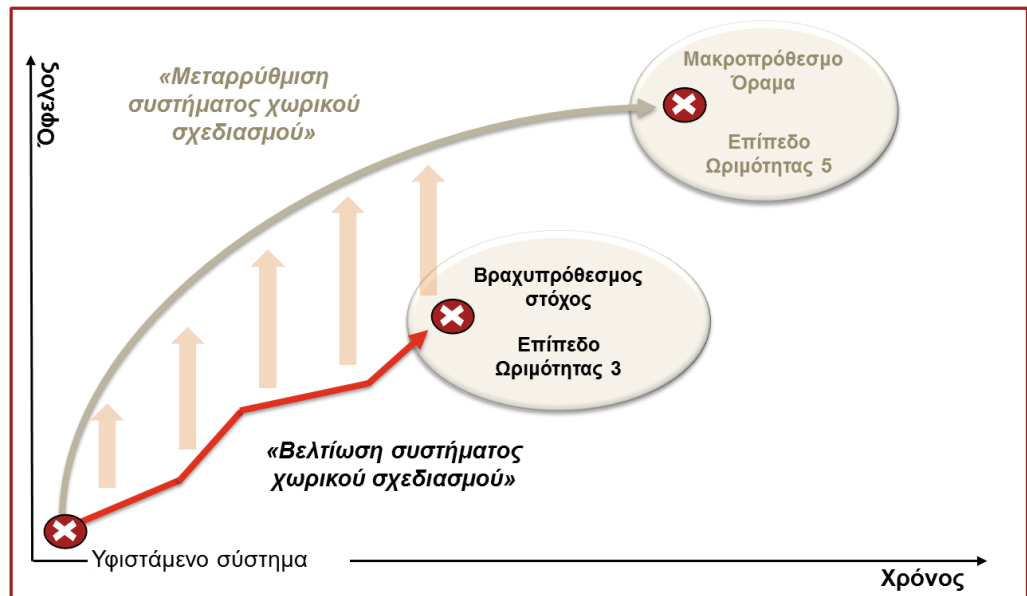 Όφελος
«Μεταρρύθμιση
συστήματος χωρικού
σχεδιασμού»
Μακροπρόθεσμο
Όραμα
Επίπεδο
Ωριμότητας 5
Βραχυπρόθεσμος
στόχος
Επίπεδο
Ωριμότητας 3
«Βελτίωση συστήματος
χωρικού σχεδιασμού»
Υφιστάμενο σύστημα
Χρόνος